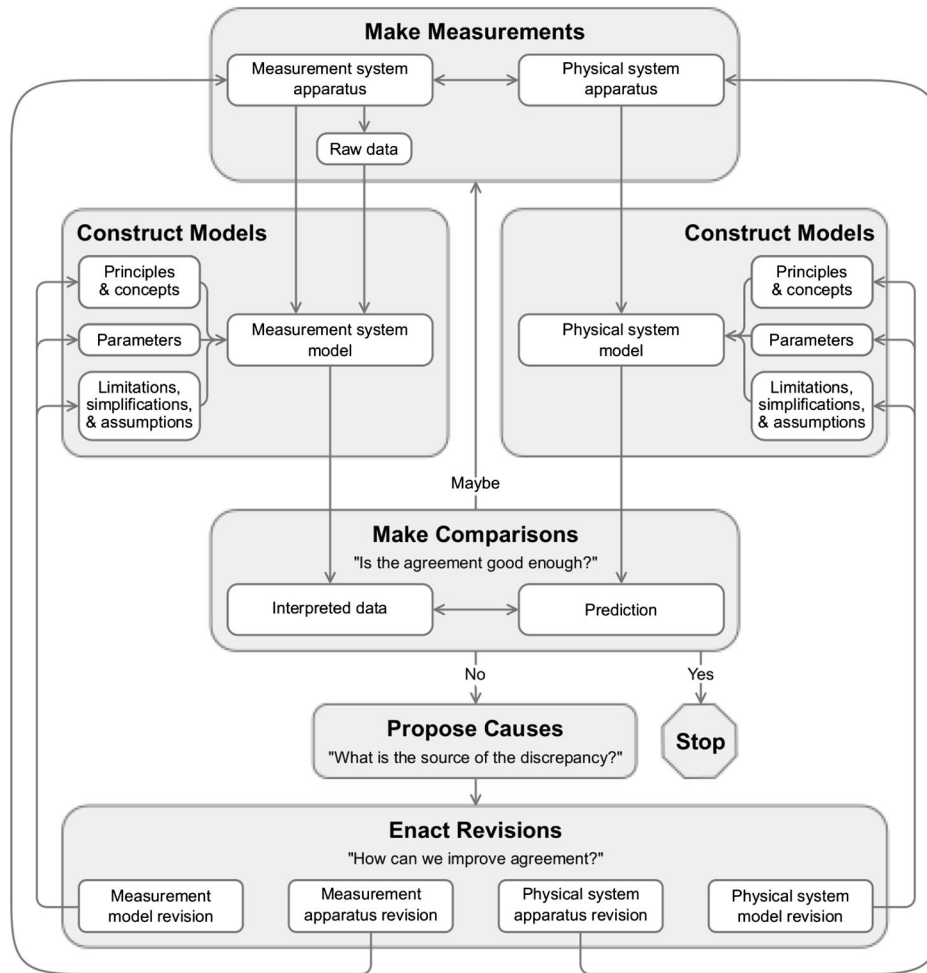 Make Measurements
Measurement system
apparatus
Physical system
apparatus
Raw data
Construct Models
Principles
& concepts
Parameters
Limitations,
simplifications,
& assumptions
Measurement system
model
Construct Models
Physical system
model
Principles
& concepts
Parameters
Limitations,
simplifications,
& assumptions
Maybe
Make Comparisons
"Is the agreement good enough?"
Interpreted data
Prediction
No
Yes
Propose Causes
"What is the source of the discrepancy?"
Stop
Enact Revisions
"How can we improve agreement?"
Measurement
model revision
Measurement
apparatus revision
Physical system
apparatus revision
Physical system
model revision